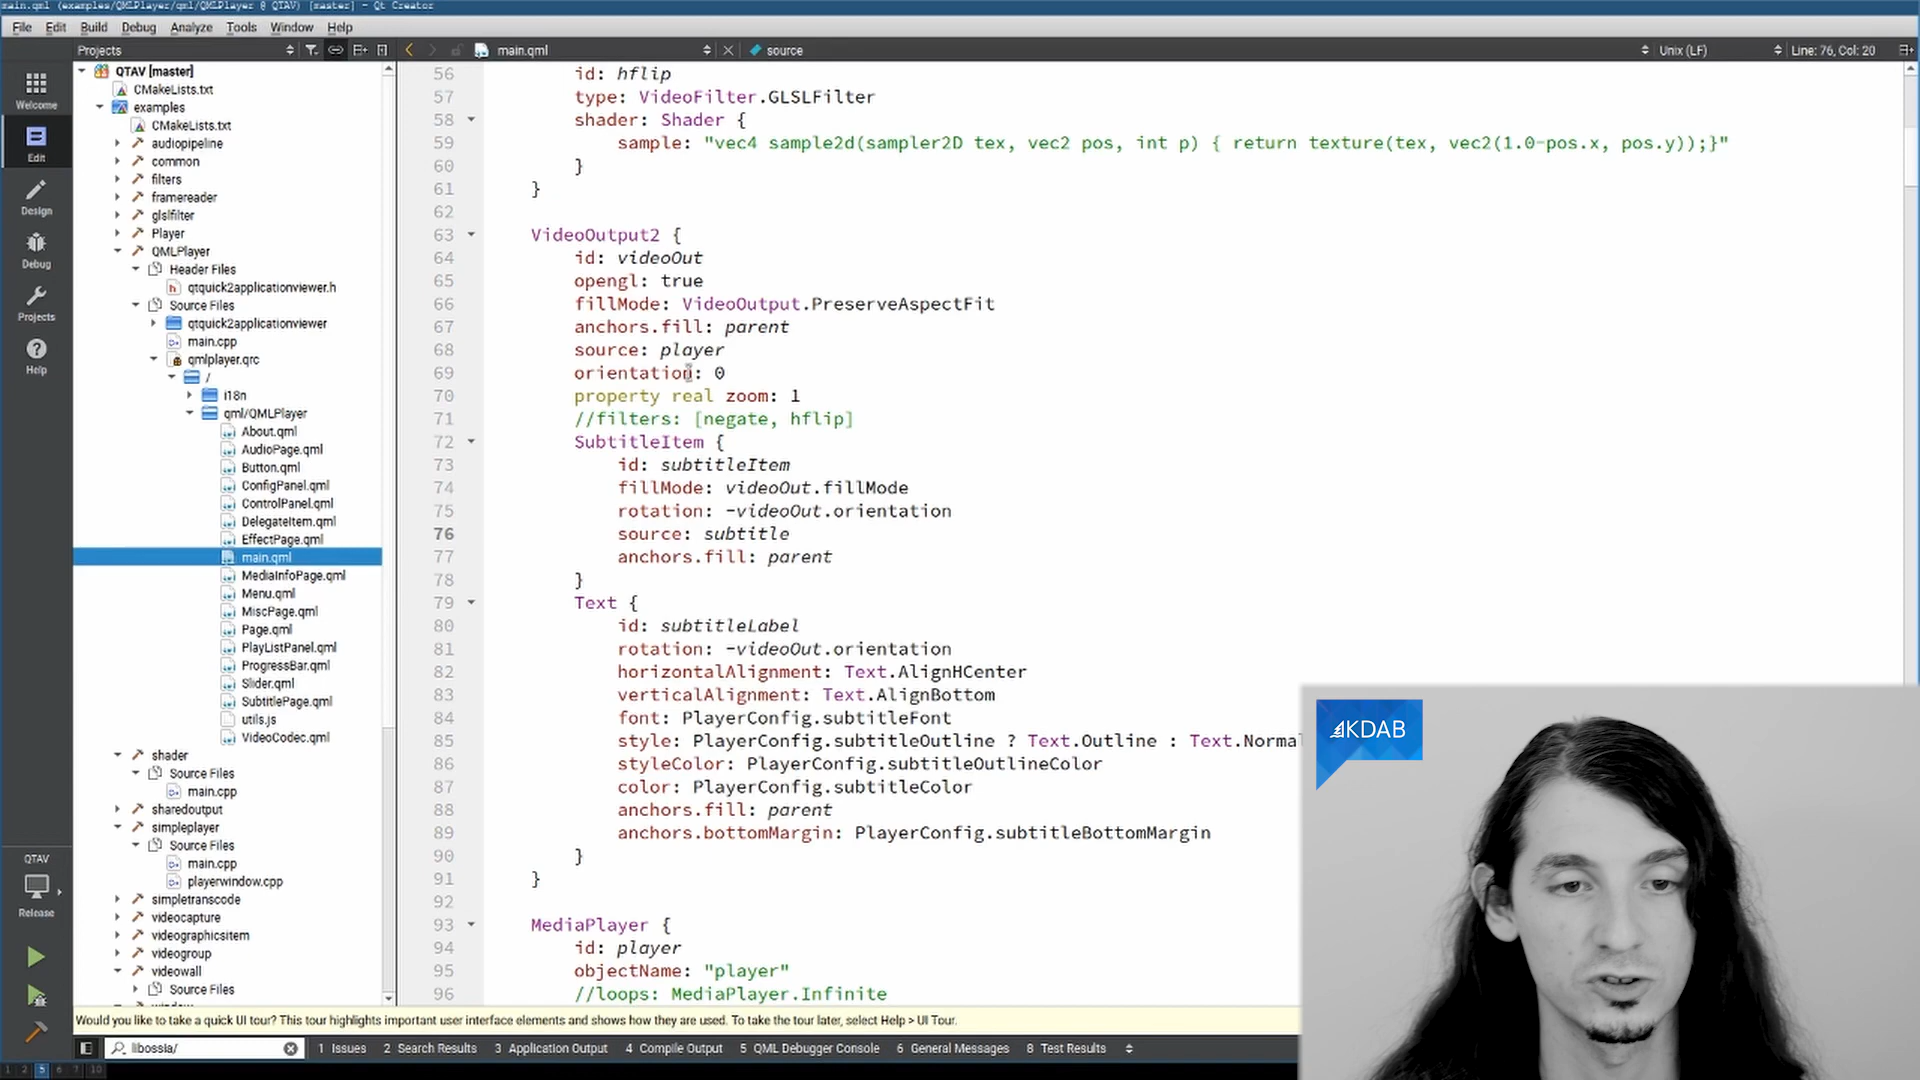 main.qml (examples/QMLPlayer/qml/QMLPlayer @ QTAV) [master] - Qt Creator
File Edit Build Debug Analyze Tools Window Help
Projects
main.qml
source
Unix (LF)
Line: 76, Col: 20
Welcome
Edit
Design
Debug
Projects
Help
QTAV
Release
QTAV [master]
CMakeLists.txt
examples
CMakeLists.txt
audiopipeline
common
filters
framereader
glslfilter
Player
QMLPlayer
Header Files
qtquick2applicationviewer.h
Source Files
qtquick2applicationviewer
main.cpp
qmlplayer.qrc
/
i18n
qml/QMLPlayer
About.qml
AudioPage.qml
Button.qml
ConfigPanel.qml
ControlPanel.qml
DelegateItem.qml
EffectPage.qml
main.qml
MediaInfoPage.qml
Menu.qml
MiscPage.qml
Page.qml
PlayListPanel.qml
ProgressBar.qml
Slider.qml
SubtitlePage.qml
utils.js
VideoCodec.qml
shader
Source Files
main.cpp
sharedoutput
simpleplayer
Source Files
main.cpp
playerwindow.cpp
simpletranscode
videocapture
videographicsitem
videogroup
videowall
Source Files
56 id: hflip
57 type: VideoFilter.GLSLFilter
58 shader: Shader {
59 sample: "vec4 sample2d(sampler2D tex, vec2 pos, int p) { return texture(tex, vec2(1.0-pos.x, pos.y));}"
60 }
61 }
62
63 VideoOutput2 {
64 id: videoOut
65 opengl: true
66 fillMode: VideoOutput.PreserveAspectFit
67 anchors.fill: parent
68 source: player
69 orientation: 0
70 property real zoom: 1
71 //filters: [negate, hflip]
72 SubtitleItem {
73 id: subtitleItem
74 fillMode: videoOut.fillMode
75 rotation: -videoOut.orientation
76 source: subtitle
77 anchors.fill: parent
78 }
79 Text {
80 id: subtitleLabel
81 rotation: -videoOut.orientation
82 horizontalAlignment: Text.AlignHCenter
83 verticalAlignment: Text.AlignBottom
84 font: PlayerConfig.subtitleFont
85 style: PlayerConfig.subtitleOutline ? Text.Outline : Text.Norma
86 styleColor: PlayerConfig.subtitleOutlineColor
87 color: PlayerConfig.subtitleColor
88 anchors.fill: parent
89 anchors.bottomMargin: PlayerConfig.subtitleBottomMargin
90 }
91 }
92
93 MediaPlayer {
94 id: player
95 objectName: "player"
96 //loops: MediaPlayer.Infinite
KDAB
Would you like to take a quick UI tour? This tour highlights important user interface elements and shows how they are used. To take the tour later, select Help > UI Tour.
libossia/
1 Issues 2 Search Results 3 Application Output 4 Compile Output 5 QML Debugger Console 6 General Messages 8 Test Results
1 2 5 6 7 10